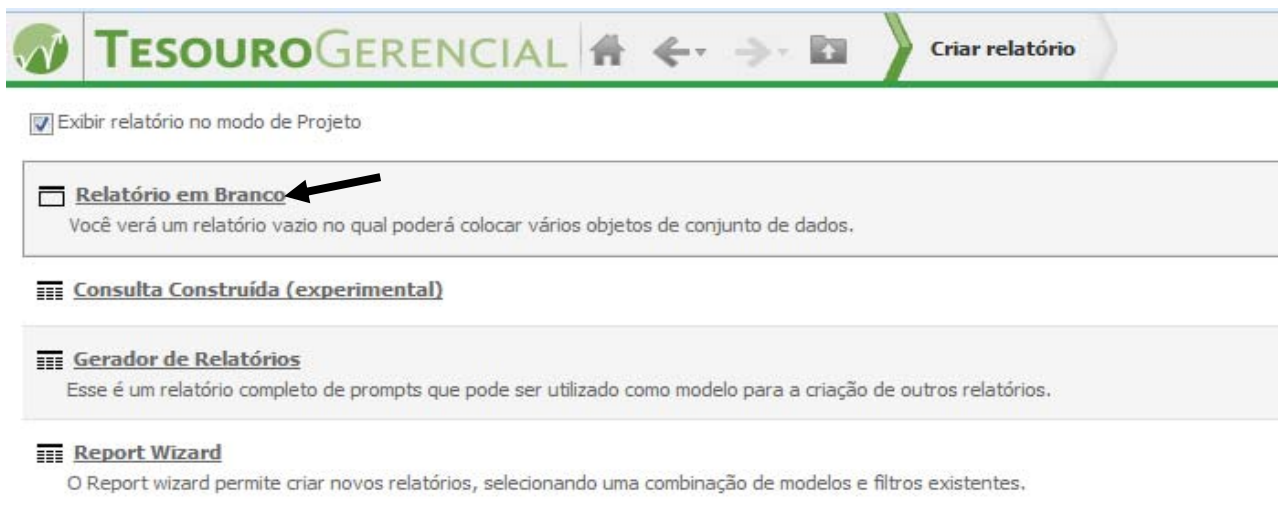 TESOUROGERENCIAL Criar relatório
Exibir relatório no modo de Projeto
Relatório em Branco
Você verá um relatório vazio no qual poderá colocar vários objetos de conjunto de dados.
Consulta Construída (experimental)
Gerador de Relatórios
Esse é um relatório completo de prompts que pode ser utilizado como modelo para a criação de outros relatórios.
Report Wizard
O Report wizard permite criar novos relatórios, selecionando uma combinação de modelos e filtros existentes.